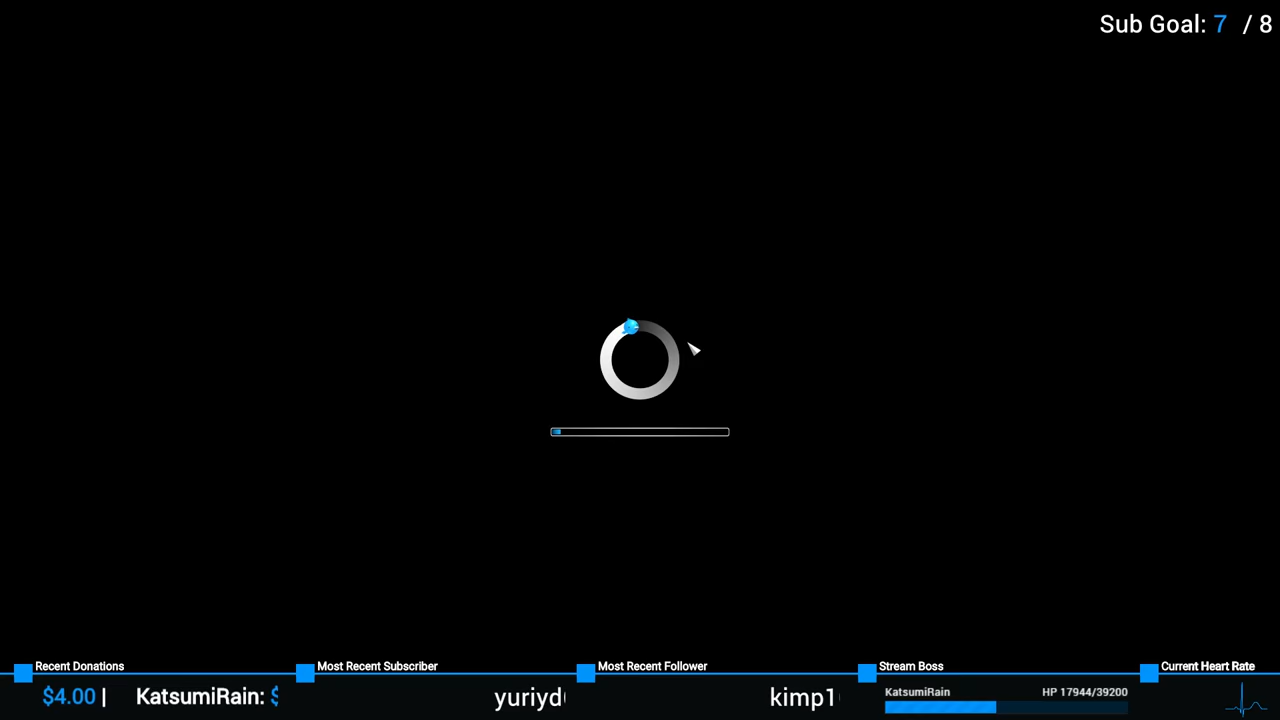 Sub Goal: 7 / 8
Recent Donations
$4.00 | KatsumiRain: $
Most Recent Subscriber
yuriyd
Most Recent Follower
kimp1
Stream Boss
KatsumiRain HP 17944/39200
Current Heart Rate